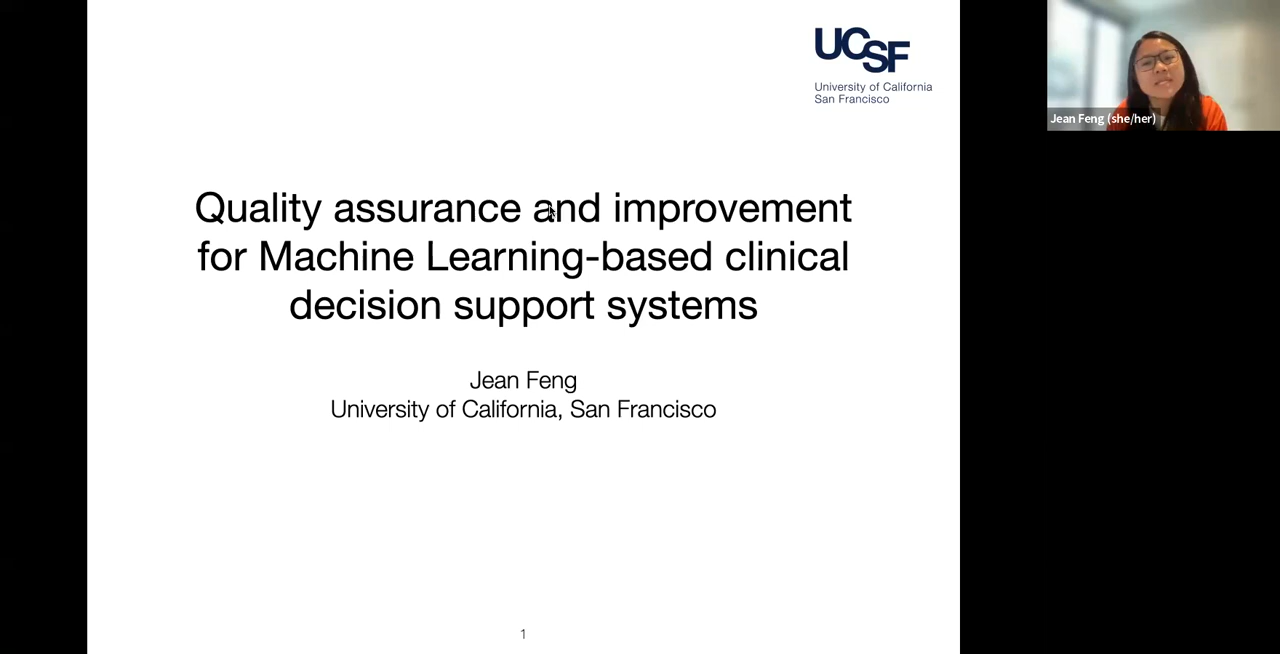 UCSF
University of California
San Francisco
Jean Feng (she/her)
Quality assurance and improvement
for Machine Learning-based clinical
decision support systems
Jean Feng
University of California, San Francisco
1